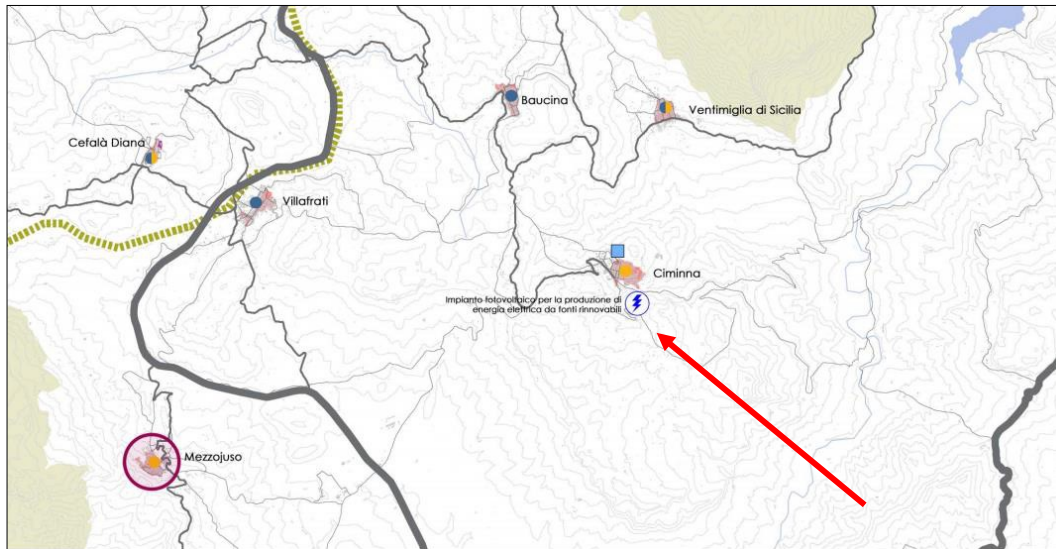 Baucina
Ventimiglia di Sicilia
Cefalà Diana
Villafrati
Ciminna
Impianto fotovoltaico per la produzione di
energia elettrica da fonti rinnovabili
Mezzojuso